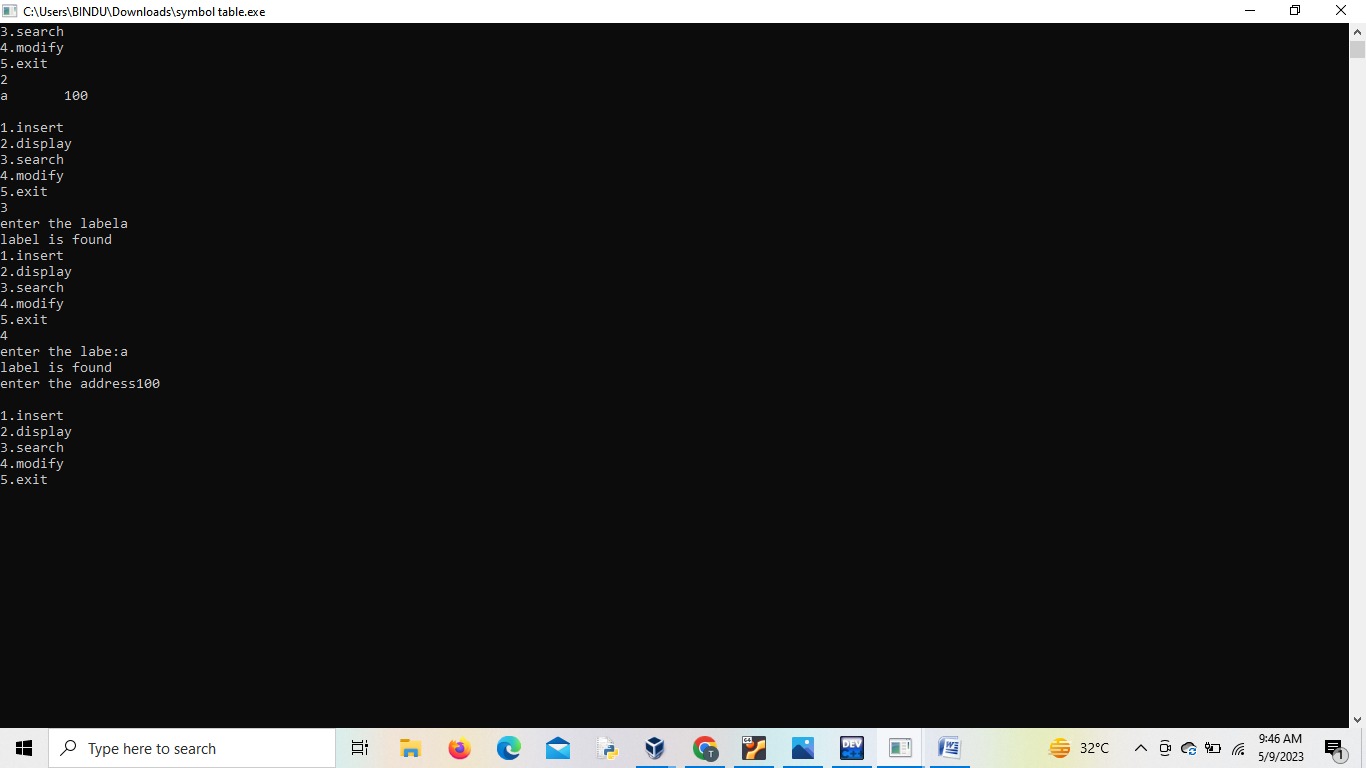 C:\Users\BINDU\Downloads\symbol table.exe
3.search
4.modify
5.exit
2
a 100
1.insert
2.display
3.search
4.modify
5.exit
3
enter the labela
label is found
1.insert
2.display
3.search
4.modify
5.exit
4
enter the labe:a
label is found
enter the address100
1.insert
2.display
3.search
4.modify
5.exit
Type here to search
64
T
DEV
W
32°C
9:46 AM
5/9/2023
1